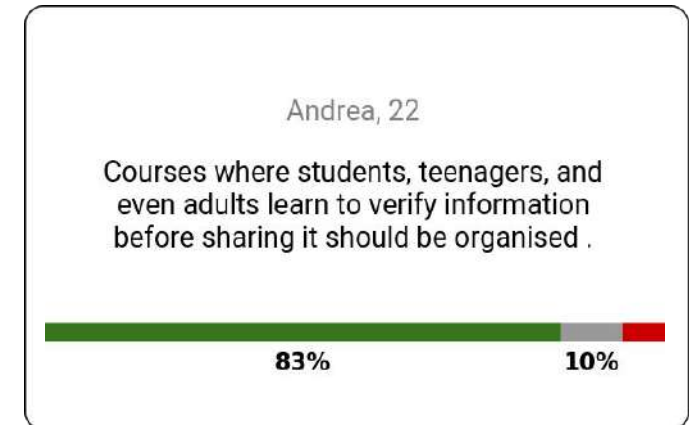 Andrea, 22
Courses where students, teenagers, and
even adults learn to verify information
before sharing it should be organised .
83% 10%